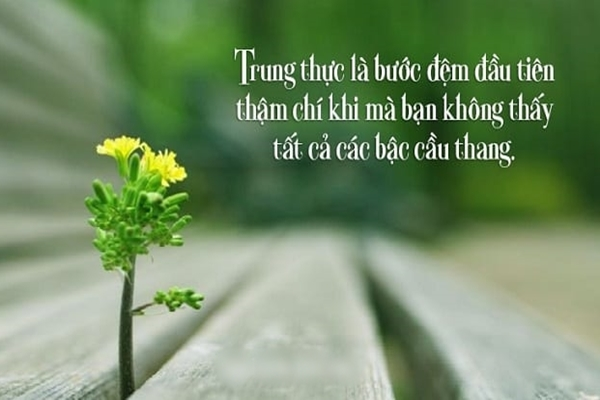 Trung thực là bước đệm đầu tiên
thậm chí khi mà bạn không thấy
tất cả các bậc cầu thang.